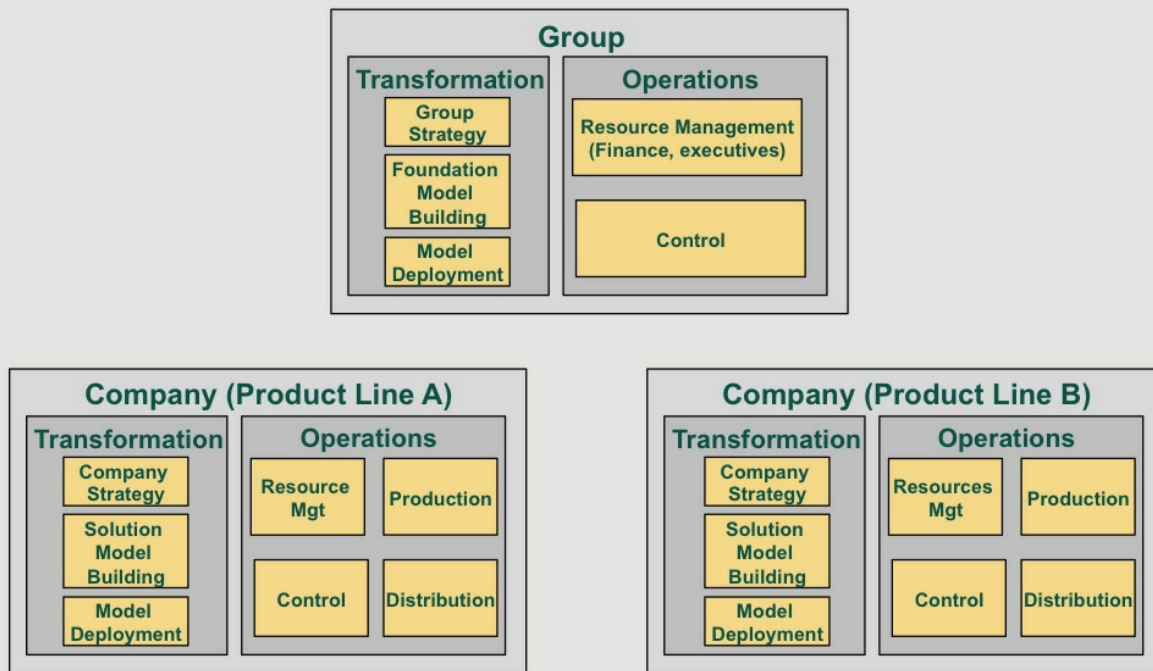 Group
Transformation
Group
Strategy
Foundation
Model
Building
Model
Deployment
Operations
Resource Management
(Finance, executives)
Control
Company (Product Line A)
Transformation
Company
Strategy
Solution
Model
Building
Model
Deployment
Operations
Resource
Mgt
Production
Control
Distribution
Company (Product Line B)
Transformation
Company
Strategy
Solution
Model
Building
Model
Deployment
Operations
Resources
Mgt
Production
Control
Distribution